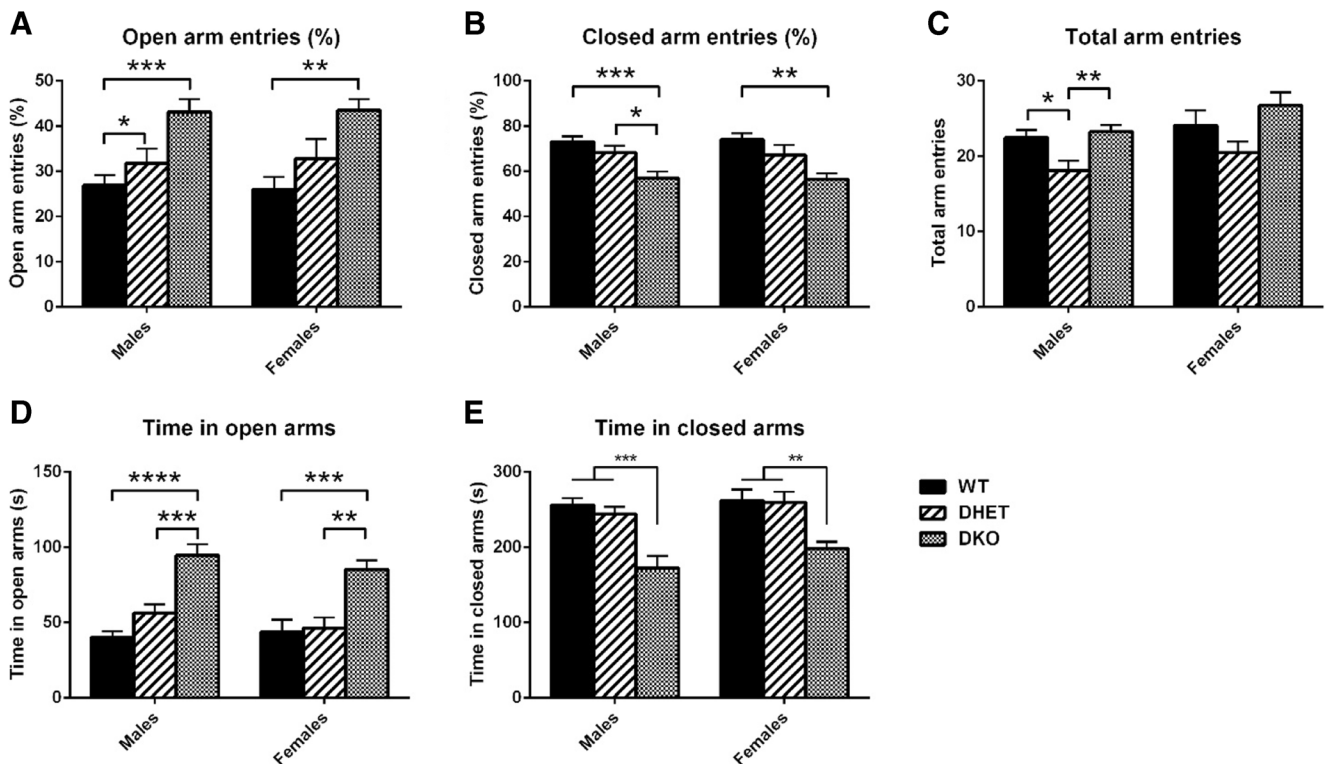 A
Open arm entries (%)
Open arm entries (%)
50
40
30
20
10
0
***
**
*
Males
Females
B
Closed arm entries (%)
Closed arm entries (%)
100
80
60
40
20
0
***
**
*
Males
Females
C
Total arm entries
Total arm entries
30
20
10
0
*
**
Males
Females
D
Time in open arms
Time in open arms (s)
150
100
50
0
****
***
***
**
Males
Females
E
Time in closed arms
Time in closed arms (s)
300
200
100
0
***
**
Males
Females
WT
DHET
DKO